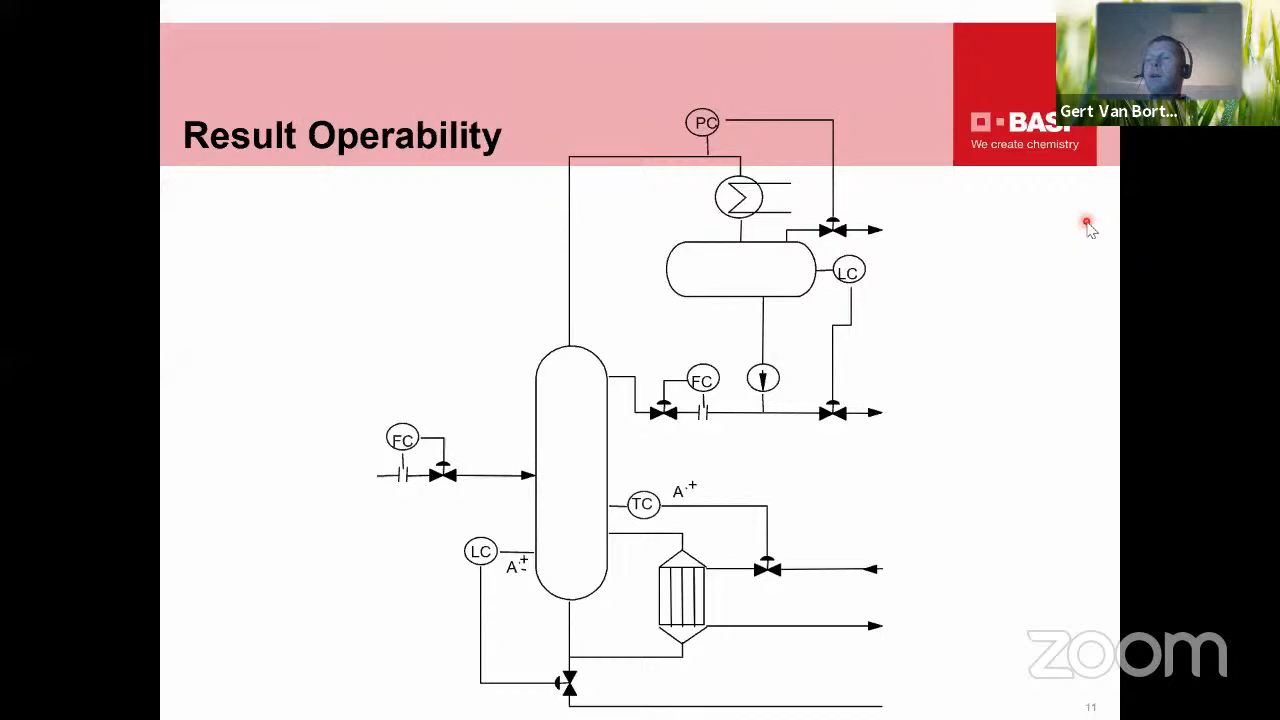 Gert Van Bort...
BASF
We create chemistry
Result Operability
PC
LC
FC
FC
TC
A.+
LC
A.+
-
zoom
11